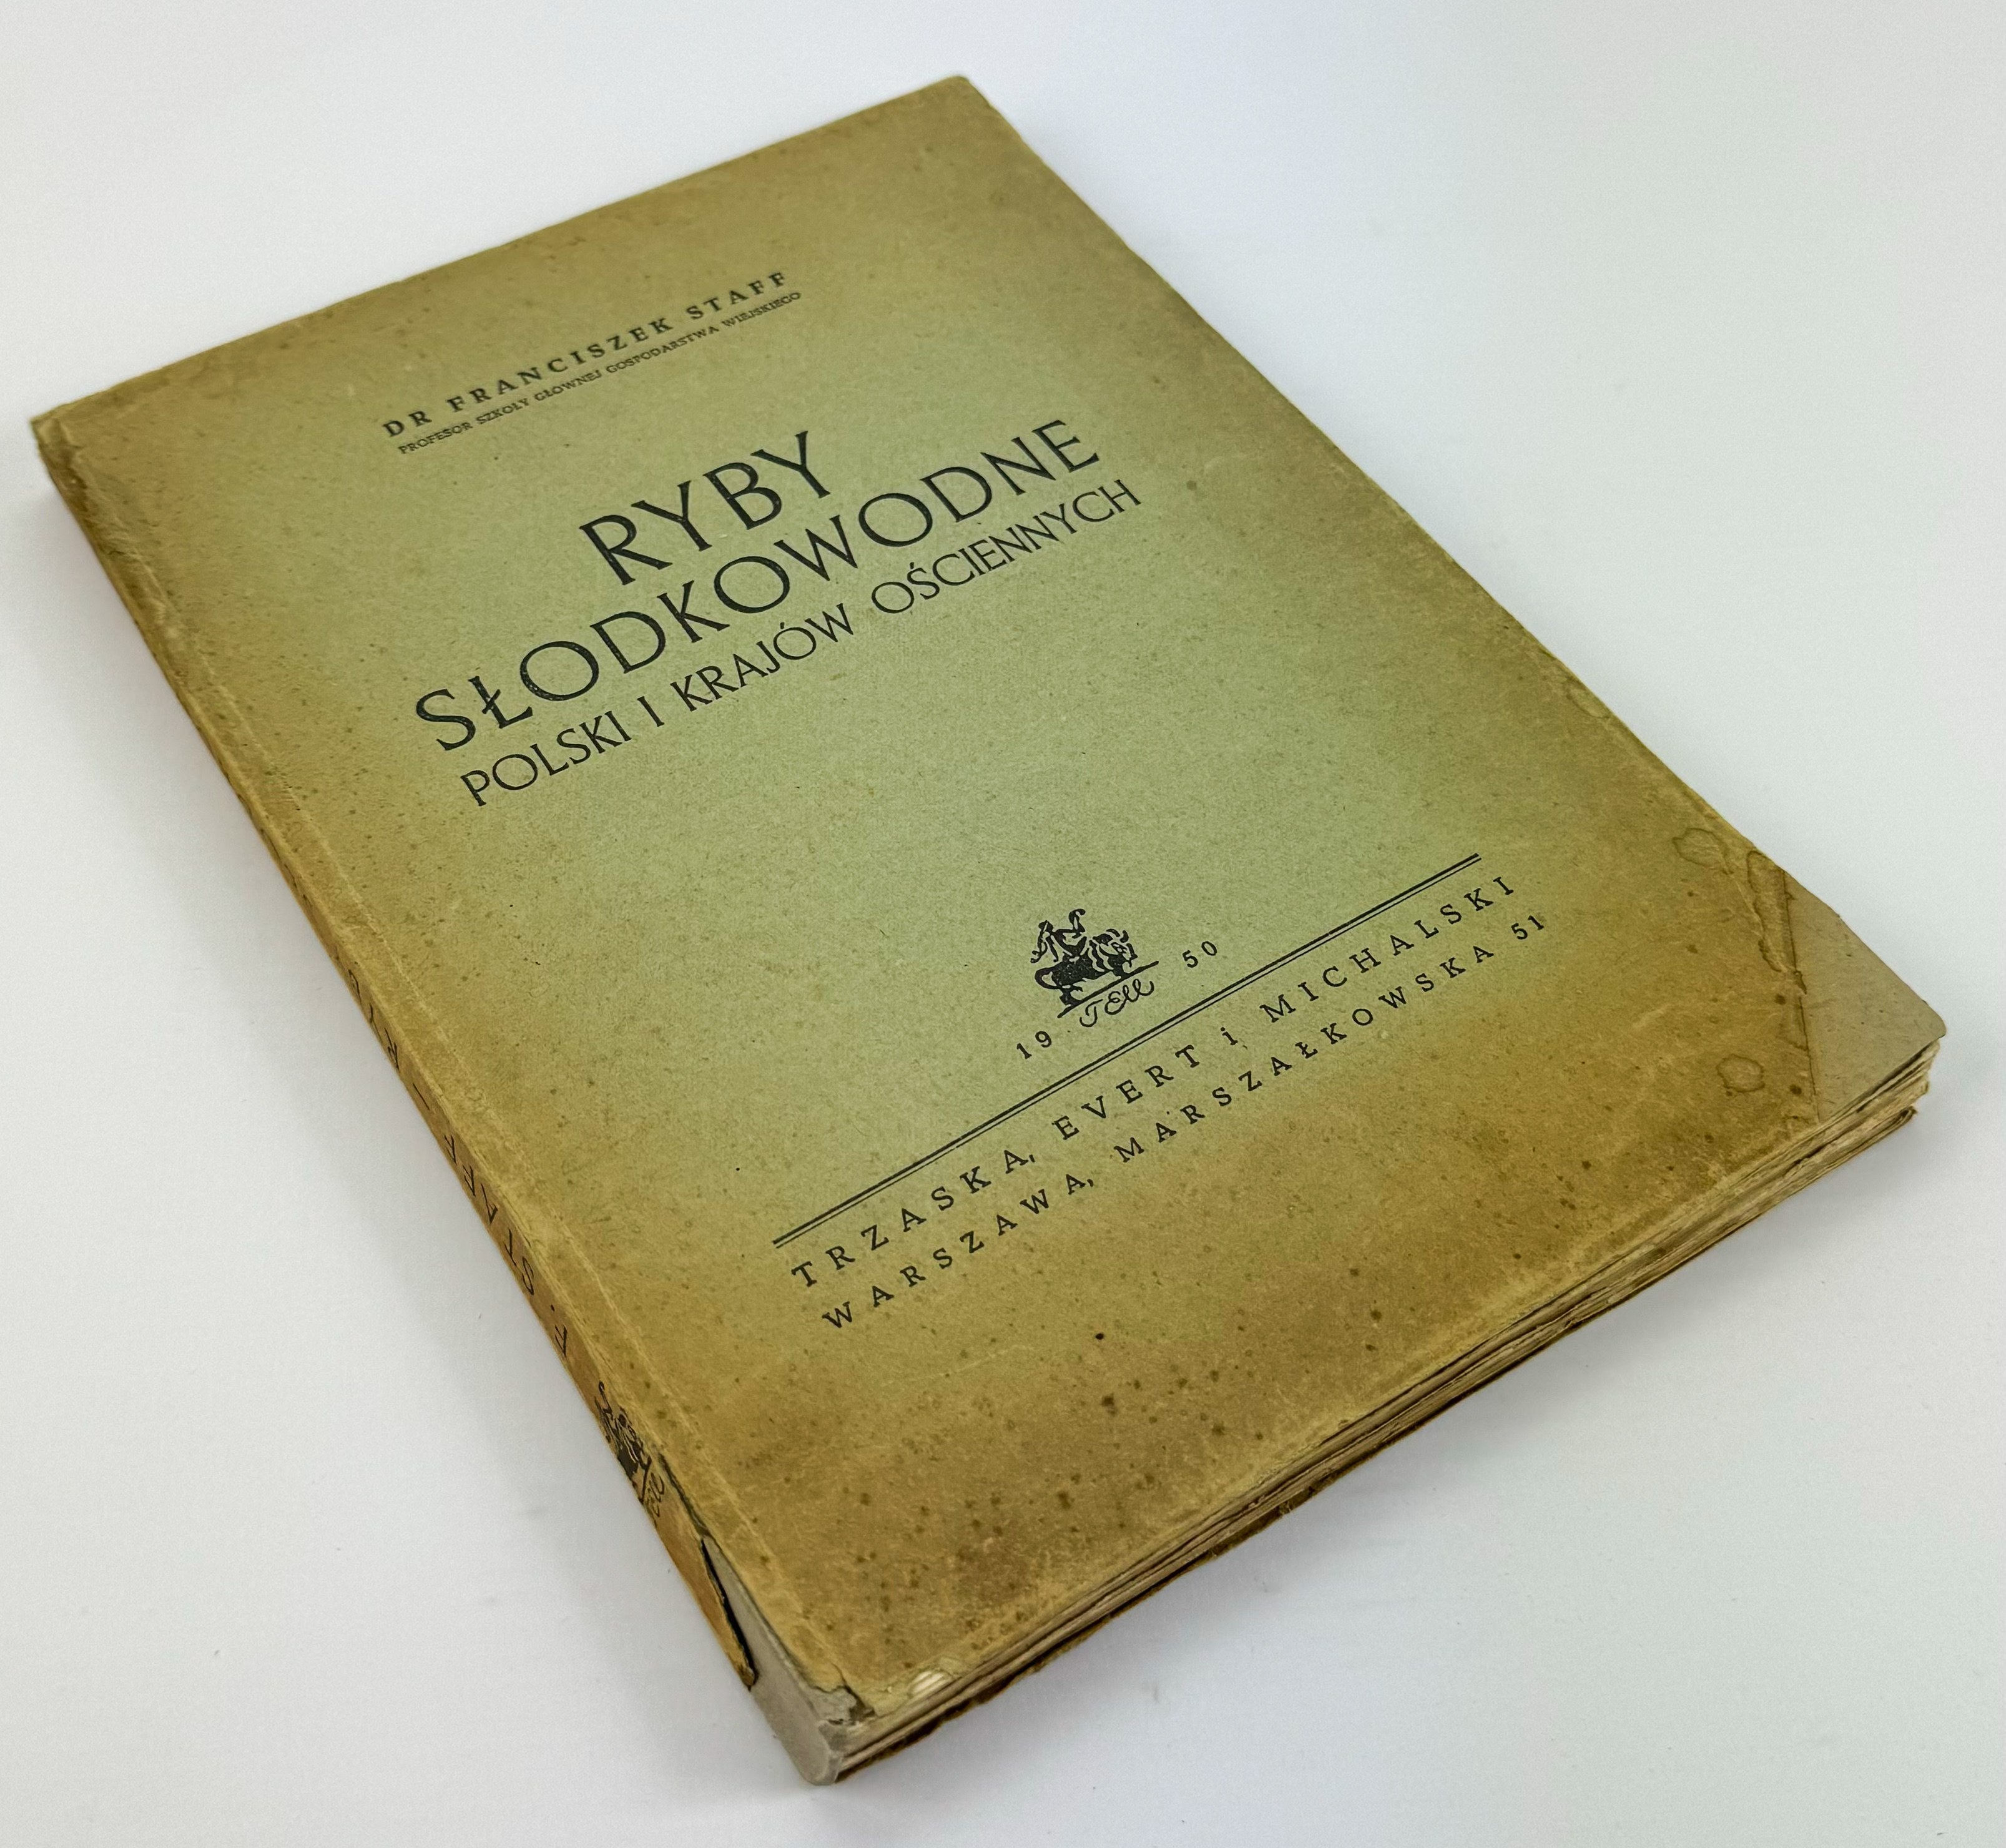 DR FRANCISZEK STAFF
PROFESOR SZKOŁY GŁÓWNEJ GOSPODARSTWA WIEJSKIEGO
RYBY
SŁODKOWODNE
POLSKI I KRAJÓW OŚCIENNYCH
19 TEM 50
TRZASKA, EVERT i MICHALSKI
WARSZAWA, MARSZAŁKOWSKA 51
F. STAFF —